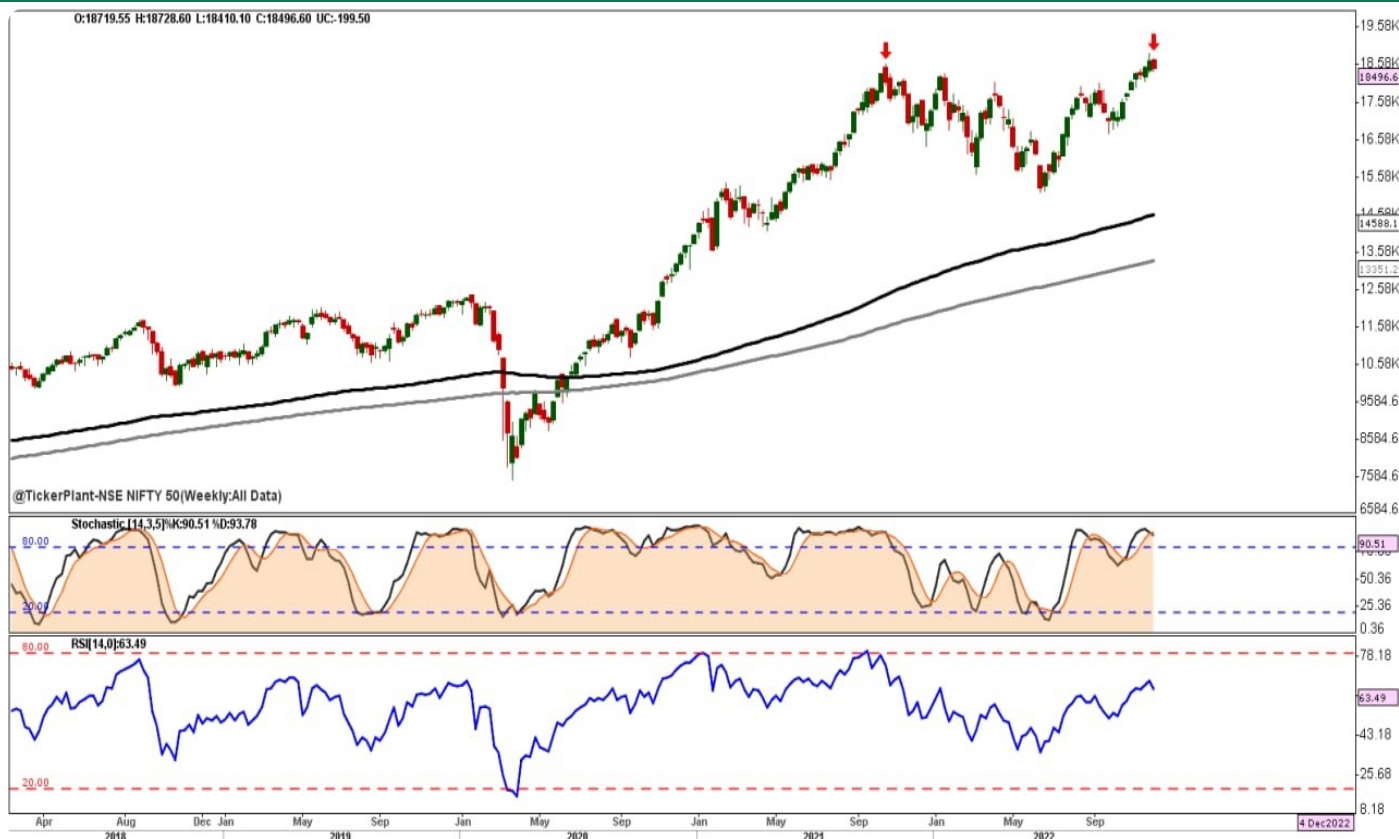 O:18719.55 H:18728.60 L:18410.10 C:18496.60 UC:-199.50
19.58K
18.58K
18496.6
17.58K
16.58K
15.58K
14.58K
14588.1
13.58K
13351.2
12.58K
11.58K
10.58K
9584.6
8584.6
7584.6
6584.6
@TickerPlant-NSE NIFTY 50(Weekly:All Data)
Stochastic [14,3,5]%K:90.51 %D:93.78
80.00
90.51
50.36
20.00
25.36
0.36
RSI[14,0]:63.49
80.00
78.18
63.49
43.18
25.68
20.00
8.18
Apr Aug Dec Jan May Sep Jan May Sep Jan May Sep Jan May Sep 4 Dec2022
2018 2019 2020 2021 2022